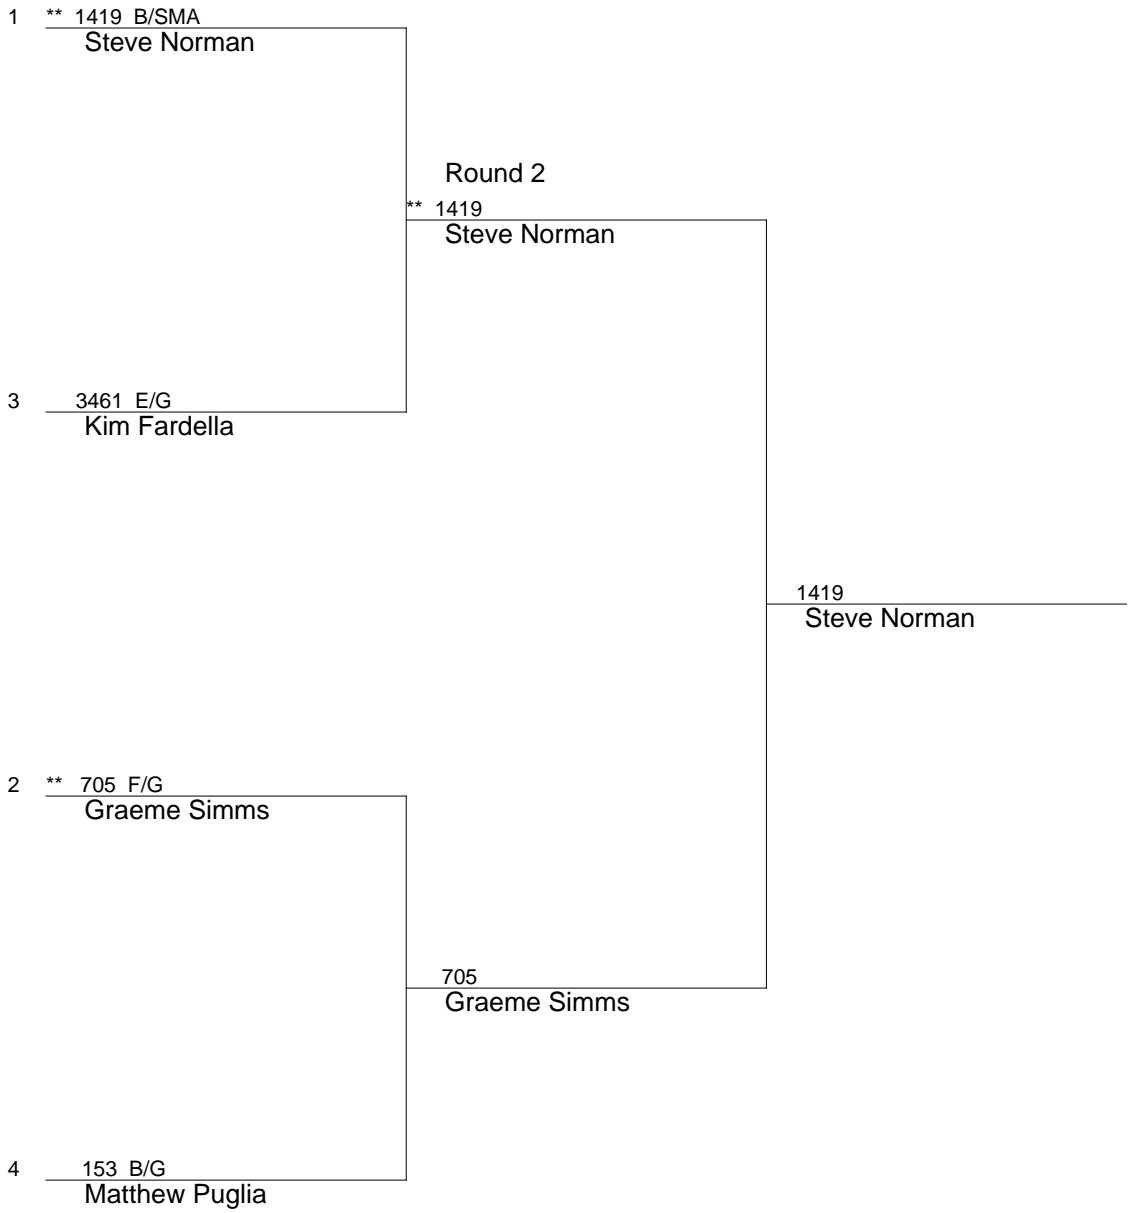 1 ** 1419 B/SMA
Steve Norman
Round 2
** 1419
Steve Norman
3 3461 E/G
Kim Fardella
1419
Steve Norman
2 ** 705 F/G
Graeme Simms
705
Graeme Simms
4 153 B/G
Matthew Puglia